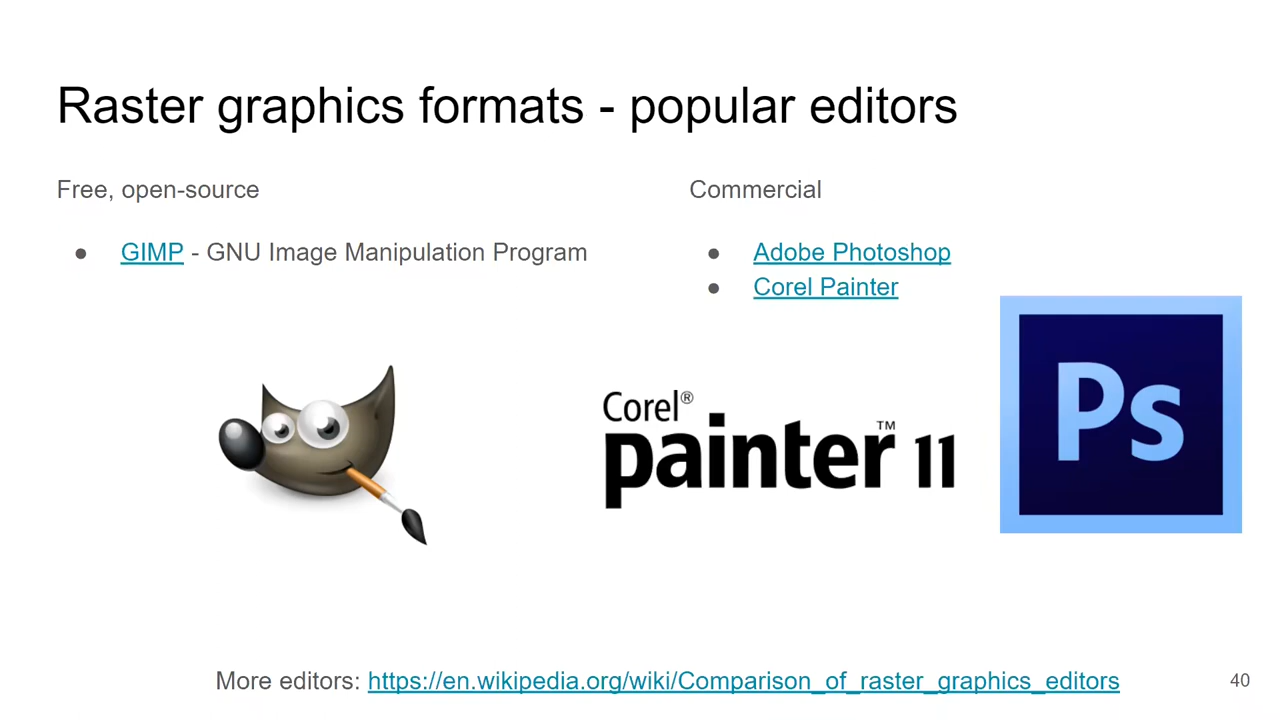 Raster graphics formats - popular editors
Free, open-source
● GIMP - GNU Image Manipulation Program
Commercial
● Adobe Photoshop
● Corel Painter
Corel®
painter™ 11
Ps
More editors: https://en.wikipedia.org/wiki/Comparison_of_raster_graphics_editors
40